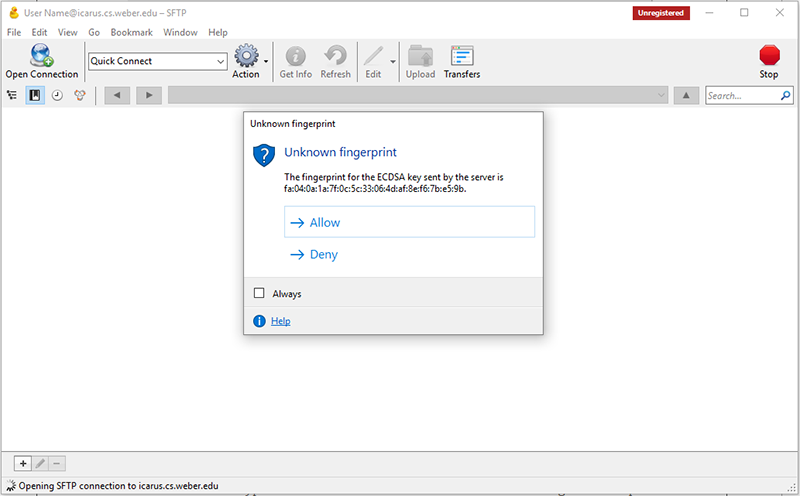 User Name@icarus.cs.weber.edu – SFTP
Unregistered
File Edit View Go Bookmark Window Help
Open Connection
Quick Connect
Action
Get Info
Refresh
Edit
Upload
Transfers
Stop
Search...
Unknown fingerprint
Unknown fingerprint
The fingerprint for the ECDSA key sent by the server is
fa:04:0a:1a:7f:0c:5c:33:06:4d:af:8e:f6:7b:e5:9b.
Allow
Deny
Always
Help
Opening SFTP connection to icarus.cs.weber.edu